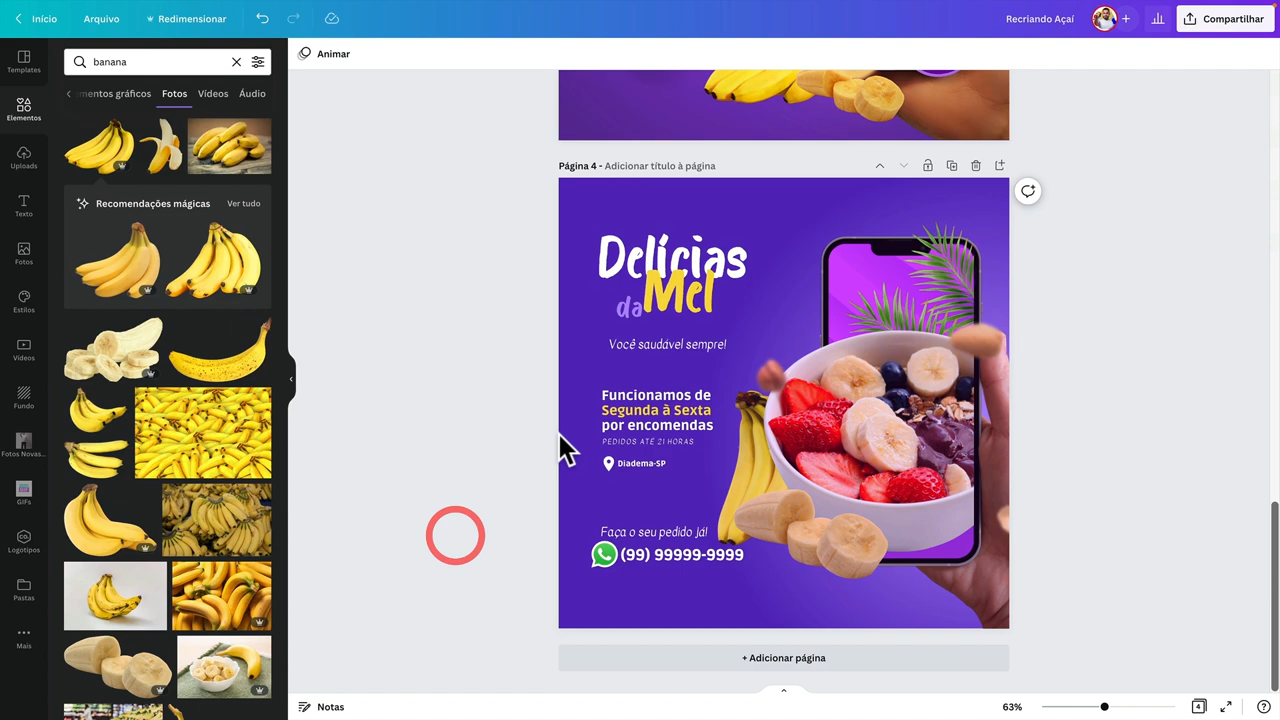 Início
Arquivo
Redimensionar
Recriando Açaí
Compartilhar
Templates
Elementos
Uploads
Texto
Fotos
Estilos
Vídeos
Fundo
Fotos Novas...
GIFs
Logotipos
Pastas
Mais
banana
mentos gráficos
Fotos
Vídeos
Áudio
Recomendações mágicas
Ver tudo
Animar
Página 4 - Adicionar título à página
Delícias
da Mel
Você saudável sempre!
Funcionamos de
Segunda à Sexta
por encomendas
PEDIDOS ATÉ 21 HORAS
Diadema-SP
Faça o seu pedido já!
(99) 99999-9999
+ Adicionar página
Notas
63%
4